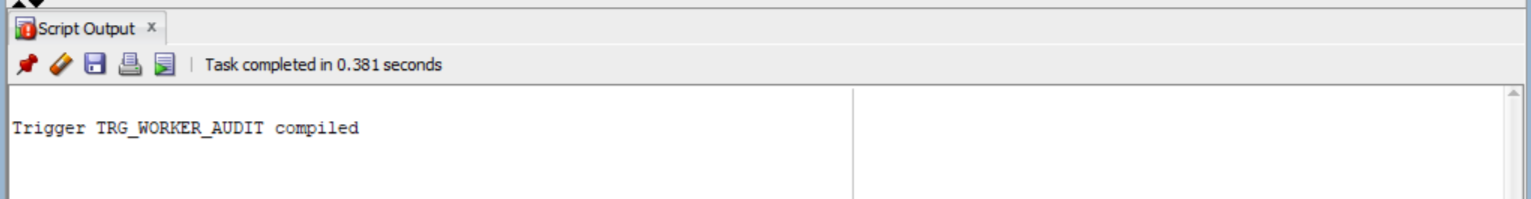 Script Output x
Task completed in 0.381 seconds
Trigger TRG_WORKER_AUDIT compiled